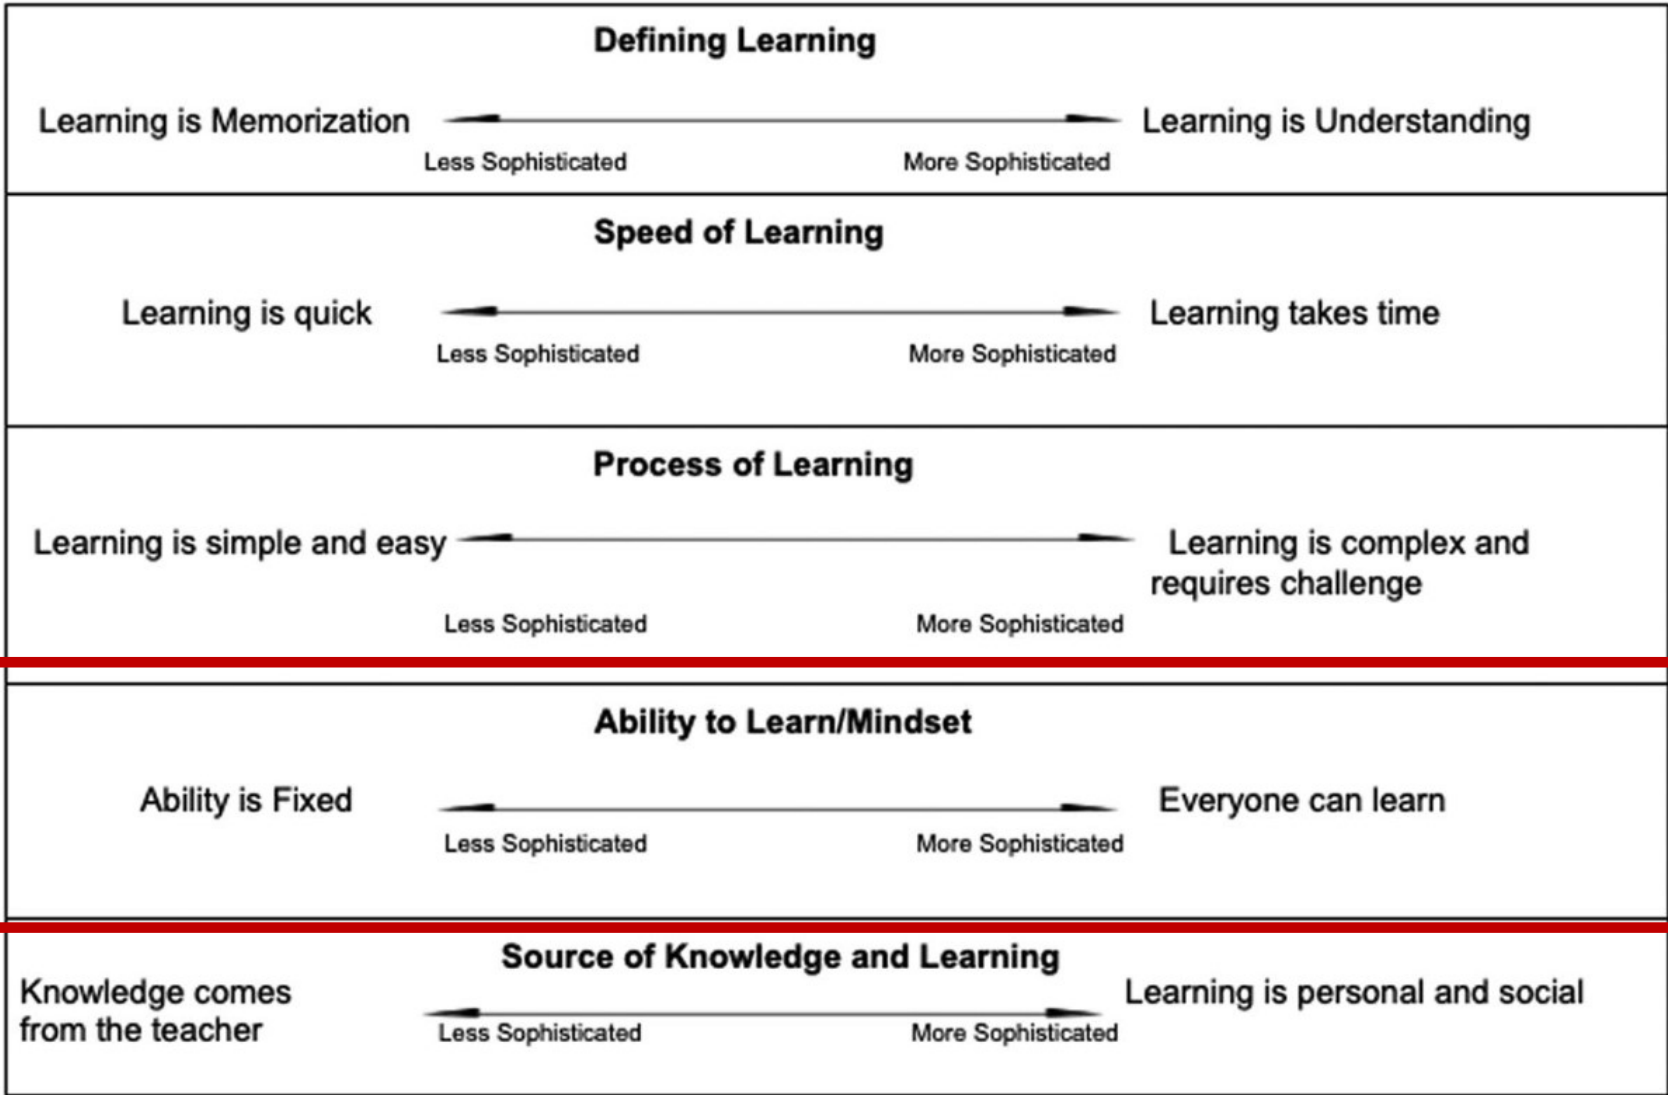 Defining Learning
Learning is Memorization
Learning is Understanding
Less Sophisticated
More Sophisticated
Speed of Learning
Learning is quick
Learning takes time
Less Sophisticated
More Sophisticated
Process of Learning
Learning is simple and easy
Learning is complex and
requires challenge
Less Sophisticated
More Sophisticated
Ability to Learn/Mindset
Ability is Fixed
Everyone can learn
Less Sophisticated
More Sophisticated
Source of Knowledge and Learning
Knowledge comes
from the teacher
Learning is personal and social
Less Sophisticated
More Sophisticated